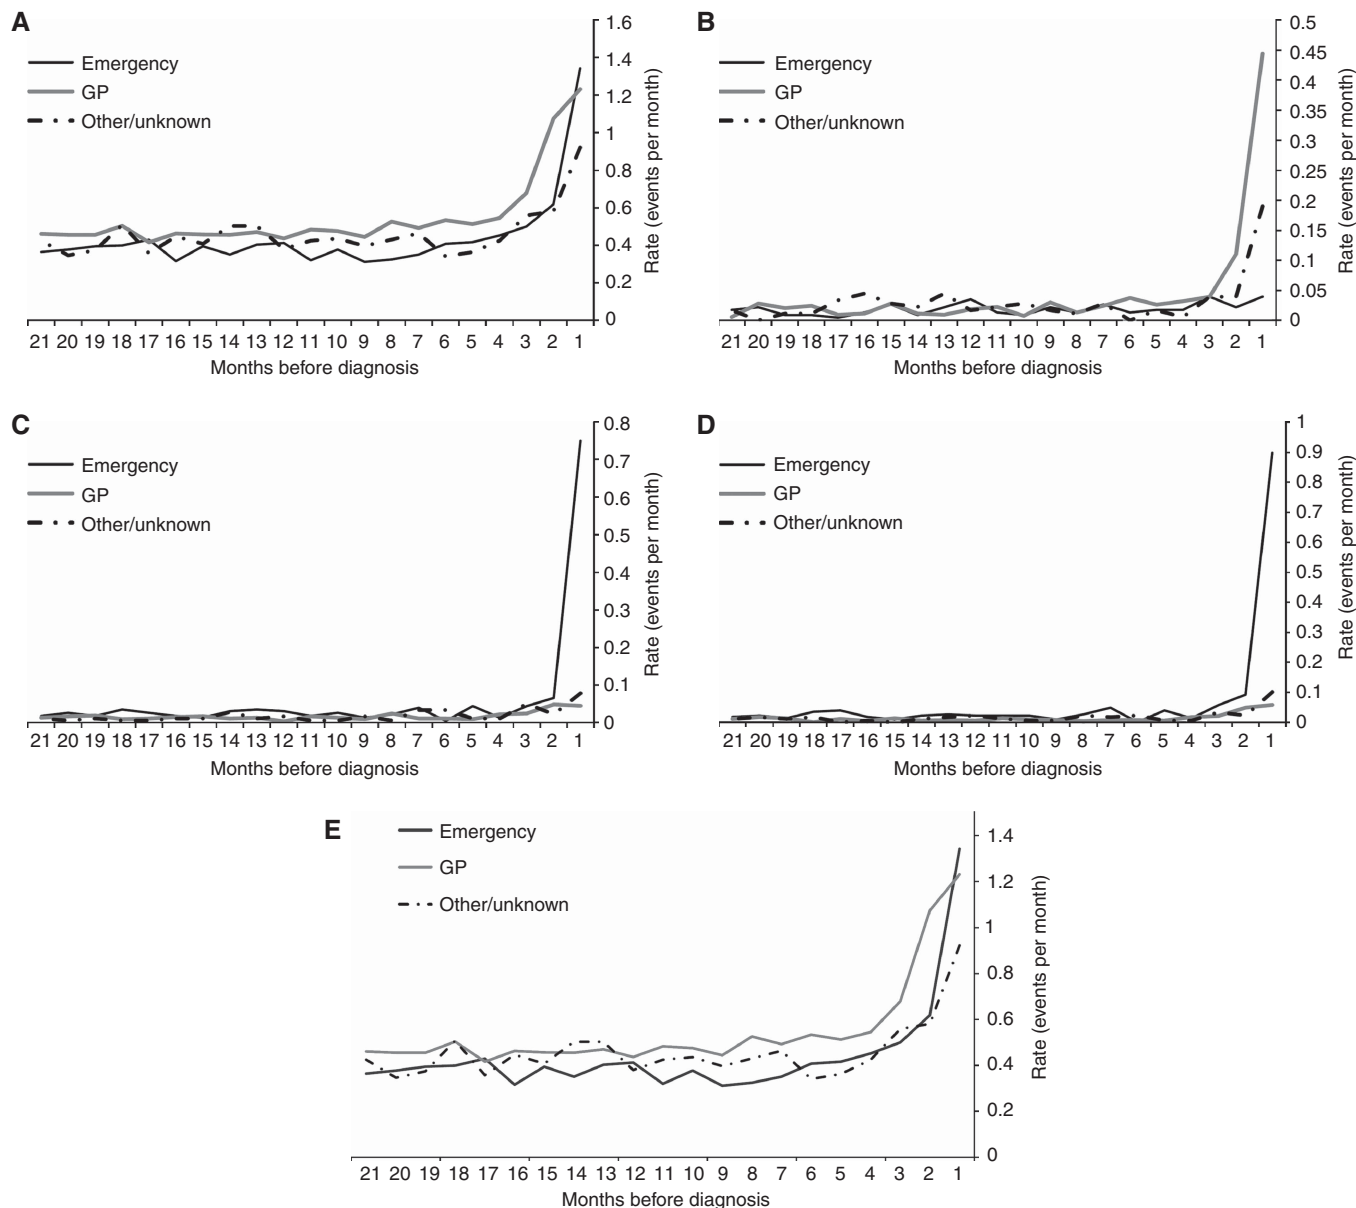 A
Emergency
GP
Other/unknown
1.6
1.4
1.2
1
0.8
0.6
0.4
0.2
0
Rate (events per month)
21 20 19 18 17 16 15 14 13 12 11 10 9 8 7 6 5 4 3 2 1
Months before diagnosis
B
Emergency
GP
Other/unknown
0.5
0.45
0.4
0.35
0.3
0.25
0.2
0.15
0.1
0.05
0
Rate (events per month)
21 20 19 18 17 16 15 14 13 12 11 10 9 8 7 6 5 4 3 2 1
Months before diagnosis
C
Emergency
GP
Other/unknown
0.8
0.7
0.6
0.5
0.4
0.3
0.2
0.1
0
Rate (events per month)
21 20 19 18 17 16 15 14 13 12 11 10 9 8 7 6 5 4 3 2 1
Months before diagnosis
D
Emergency
GP
Other/unknown
1
0.9
0.8
0.7
0.6
0.5
0.4
0.3
0.2
0.1
0
Rate (events per month)
21 20 19 18 17 16 15 14 13 12 11 10 9 8 7 6 5 4 3 2 1
Months before diagnosis
E
Emergency
GP
Other/unknown
1.4
1.2
1
0.8
0.6
0.4
0.2
0
Rate (events per month)
21 20 19 18 17 16 15 14 13 12 11 10 9 8 7 6 5 4 3 2 1
Months before diagnosis